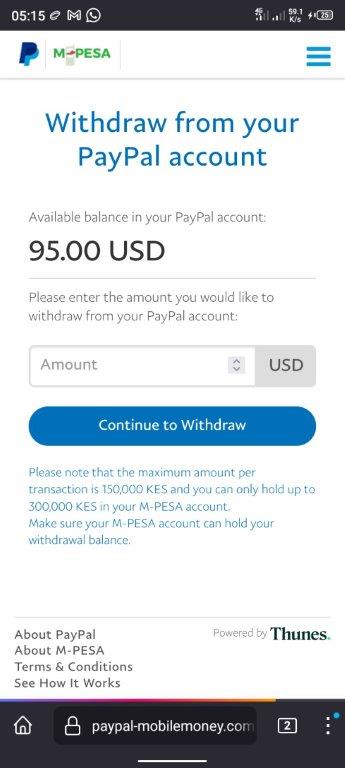 05:15
59.1
K/s
25
M-PESA
Withdraw from your
PayPal account
Available balance in your PayPal account:
95.00 USD
Please enter the amount you would like to
withdraw from your PayPal account:
Amount
USD
Continue to Withdraw
Please note that the maximum amount per
transaction is 150,000 KES and you can only hold up to
300,000 KES in your M-PESA account.
Make sure your M-PESA account can hold your
withdrawal balance.
About PayPal
Powered by Thunes.
About M-PESA
Terms & Conditions
See How It Works
paypal-mobilemoney.com
2